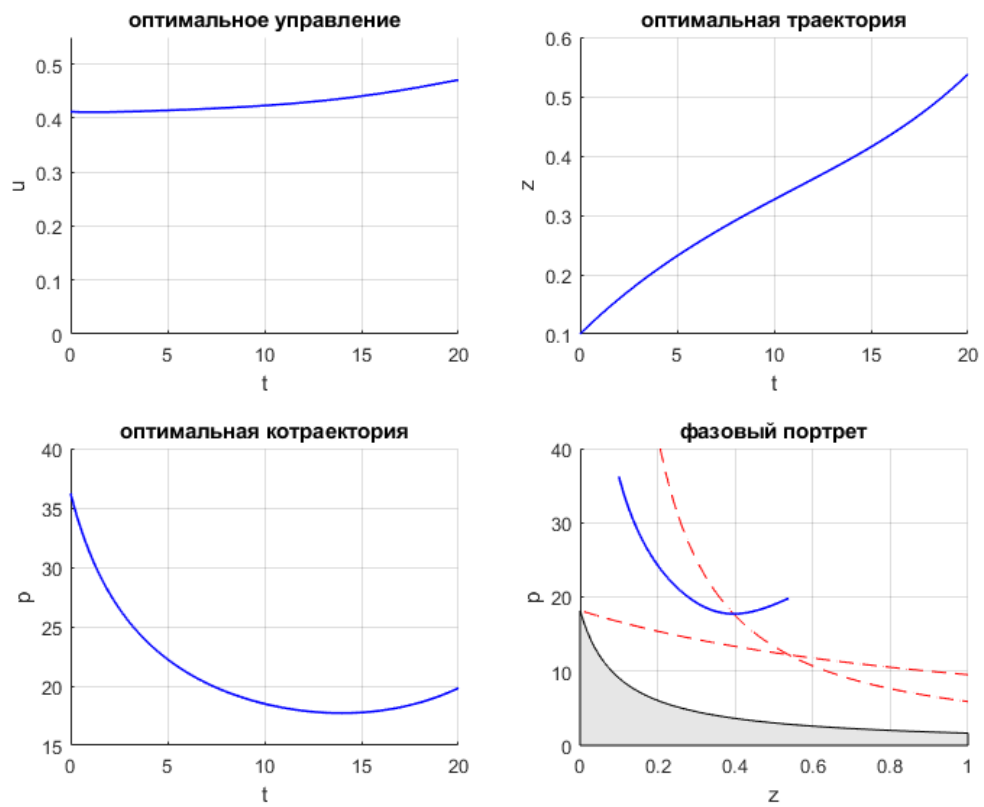 оптимальное управление
0.5
0.4
0.3
0.2
0.1
0
u
0 5 10 15 20
t
оптимальная траектория
0.6
0.5
0.4
0.3
0.2
0.1
z
0 5 10 15 20
t
оптимальная котраектория
40
35
30
25
20
15
p
0 5 10 15 20
t
фазовый портрет
40
30
20
10
0
p
0 0.2 0.4 0.6 0.8 1
z